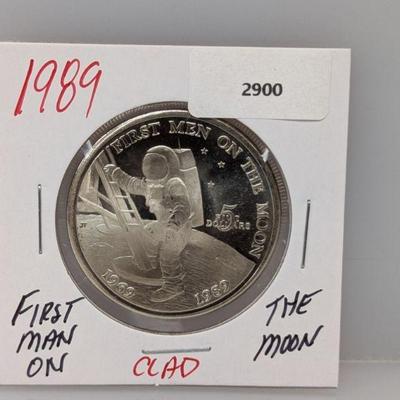 1989
2900
FIRST MEN ON THE MOON
5
DOLLARS
1969 1989
FIRST
MAN
ON
THE
MOON
CLAD